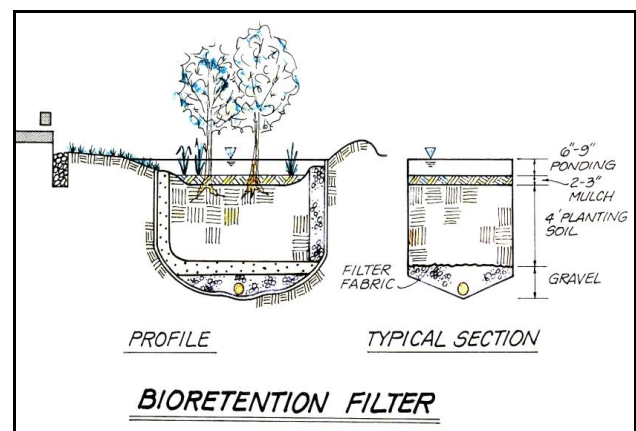 6"-9"
PONDING
2-3"
MULCH
4' PLANTING
SOIL
FILTER
FABRIC
GRAVEL
PROFILE
TYPICAL SECTION
BIORETENTION FILTER